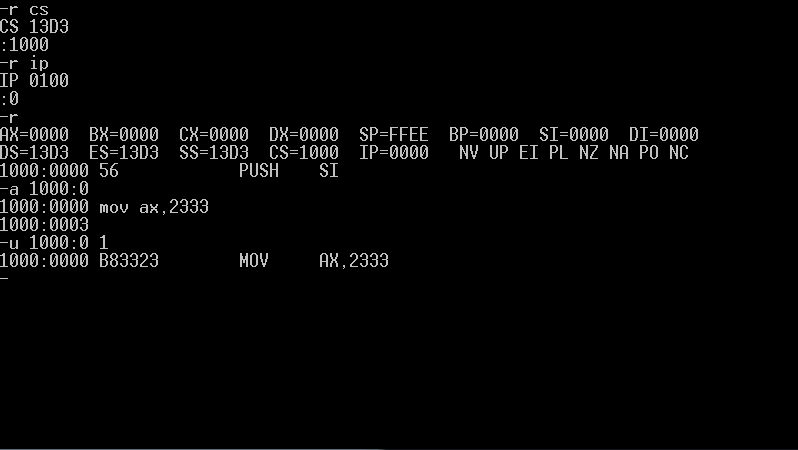 -r cs
CS 13D3
:1000
-r ip
IP 0100
:0
-r
AX=0000  BX=0000  CX=0000  DX=0000  SP=FFEE  BP=0000  SI=0000  DI=0000
DS=13D3  ES=13D3  SS=13D3  CS=1000  IP=0000   NV UP EI PL NZ NA PO NC
1000:0000 56            PUSH    SI
-a 1000:0
1000:0000 mov ax,2333
1000:0003
-u 1000:0 1
1000:0000 B83323        MOV     AX,2333
-